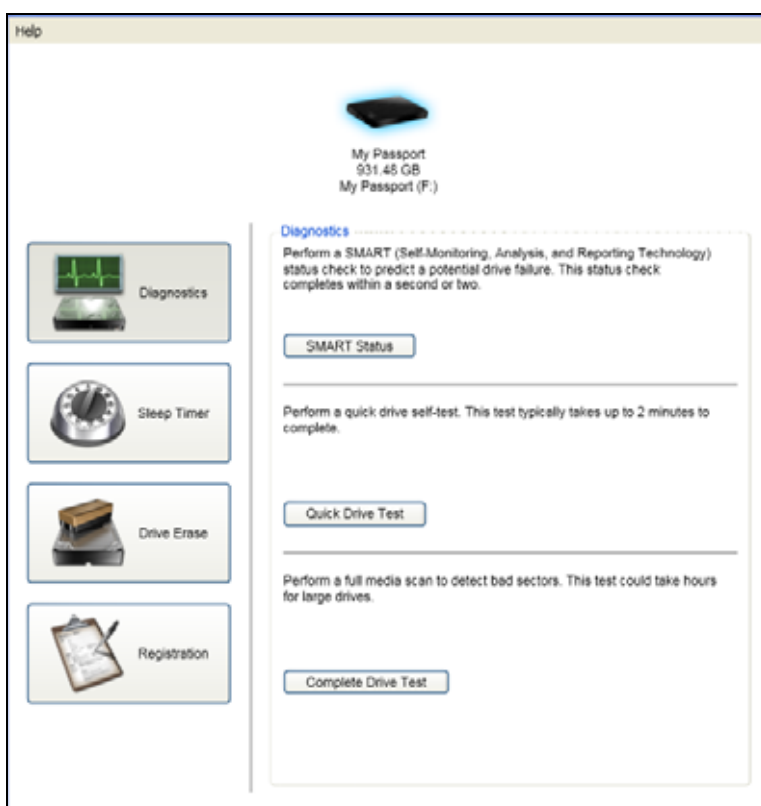 Help
My Passport
931.48 GB
My Passport (F:)
Diagnostics
Sleep Timer
Drive Erase
Registration
Diagnostics
Perform a SMART (Self-Monitoring, Analysis, and Reporting Technology)
status check to predict a potential drive failure. This status check
completes within a second or two.
SMART Status
Perform a quick drive self-test. This test typically takes up to 2 minutes to
complete.
Quick Drive Test
Perform a full media scan to detect bad sectors. This test could take hours
for large drives.
Complete Drive Test